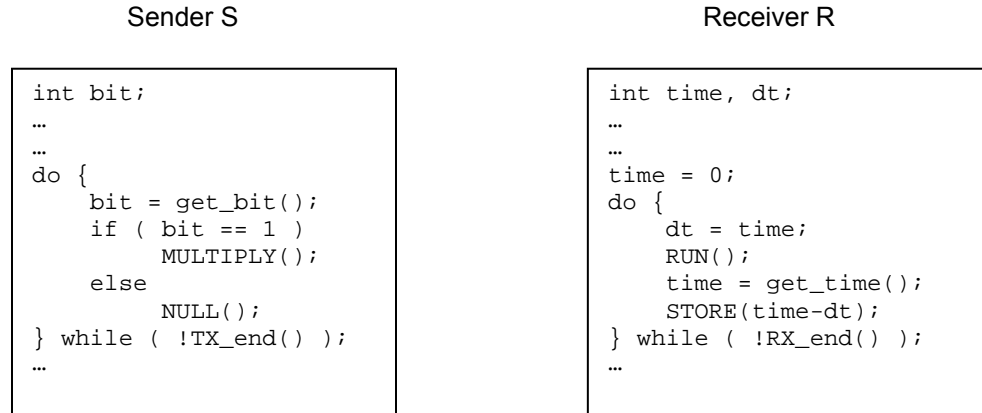 Sender S
Receiver R
int bit;
…
…
do {
bit = get_bit();
if ( bit == 1 )
MULTIPLY();
else
NULL();
} while ( !TX_end() );
…
int time, dt;
…
…
time = 0;
do {
dt = time;
RUN();
time = get_time();
STORE(time-dt);
} while ( !RX_end() );
…